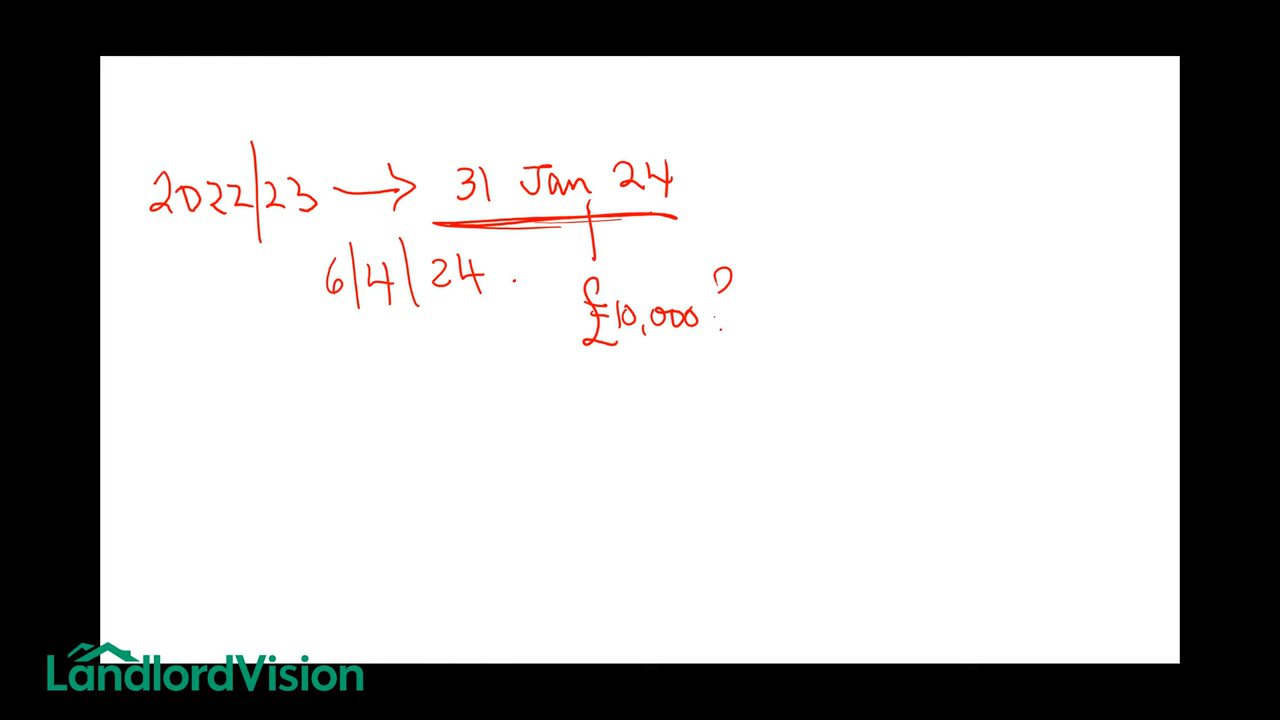 2022/23 → 31 Jan 24
6/4/24.
£10,000?
LandlordVision